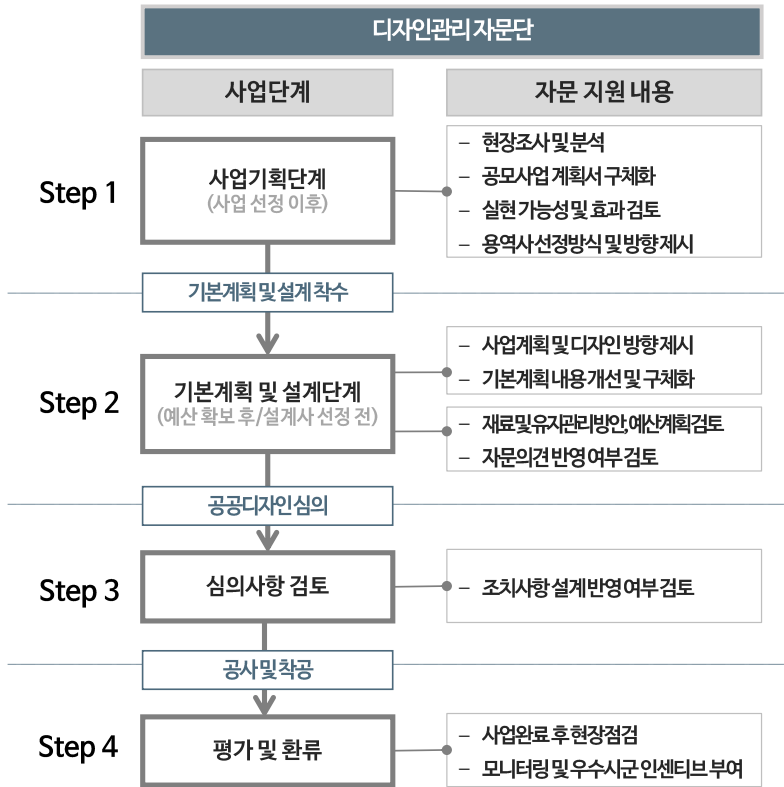 디자인관리 자문단
사업단계
자문 지원 내용
Step 1
사업기획단계
(사업 선정 이후)
– 현장조사 및 분석
– 공모사업 계획서 구체화
– 실현 가능성 및 효과 검토
– 용역사 선정방식 및 방향 제시
기본계획 및 설계 착수
Step 2
기본계획 및 설계단계
(예산 확보 후/설계사 선정 전)
– 사업계획 및 디자인 방향 제시
– 기본계획 내용 개선 및 구체화
– 재료 및 유지관리 방안, 예산계획 검토
– 자문의견 반영 여부 검토
공공디자인 심의
Step 3
심의사항 검토
– 조치사항 설계 반영 여부 검토
공사 및 착공
Step 4
평가 및 환류
– 사업완료 후 현장점검
– 모니터링 및 우수시군 인센티브 부여